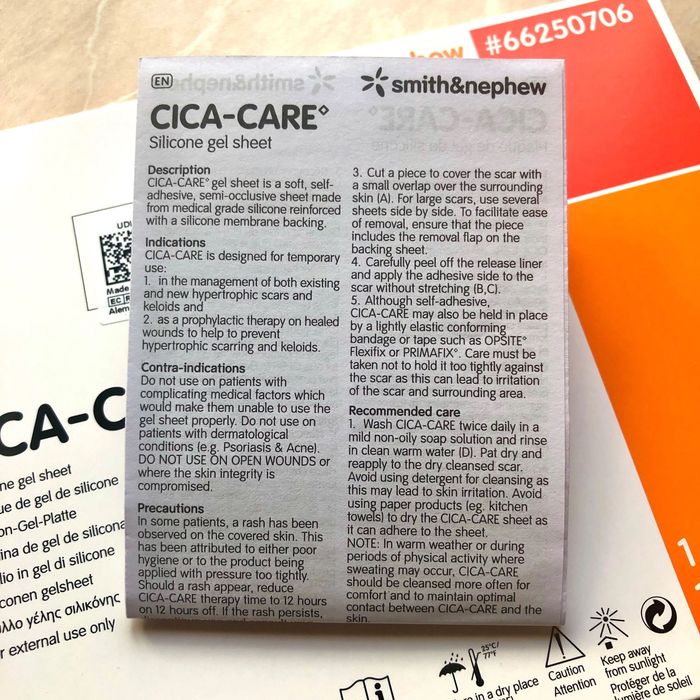 #66250706
EN
smith&nephew
CICA-CARE◊
Silicone gel sheet
Description
CICA-CARE◊ gel sheet is a soft, self-
adhesive, semi-occlusive sheet made
from medical grade silicone reinforced
with a silicone membrane backing.
Indications
CICA-CARE is designed for temporary
use:
1. in the management of both existing
and new hypertrophic scars and
keloids and
2. as a prophylactic therapy on healed
wounds to help to prevent
hypertrophic scarring and keloids.
Contra-indications
Do not use on patients with
complicating medical factors which
would make them unable to use the
gel sheet properly. Do not use on
patients with dermatological
conditions (e.g. Psoriasis & Acne).
DO NOT USE ON OPEN WOUNDS or
where the skin integrity is
compromised.
Precautions
In some patients, a rash has been
observed on the covered skin. This
has been attributed to either poor
hygiene or to the product being
applied with pressure too tightly.
Should a rash appear, reduce
CICA-CARE therapy time to 12 hours
on 12 hours off. If the rash persists,
3. Cut a piece to cover the scar with
a small overlap over the surrounding
skin (A). For large scars, use several
sheets side by side. To facilitate ease
of removal, ensure that the piece
includes the removal flap on the
backing sheet.
4. Carefully peel off the release liner
and apply the adhesive side to the
scar without stretching (B,C).
5. Although self-adhesive,
CICA-CARE may also be held in place
by a lightly elastic conforming
bandage or tape such as OPSITE◊
Flexifix or PRIMAFIX◊. Care must be
taken not to hold it too tightly against
the scar as this can lead to irritation
of the scar and surrounding area.
Recommended care
1. Wash CICA-CARE twice daily in a
mild non-oily soap solution and rinse
in clean warm water (D). Pat dry and
reapply to the dry cleansed scar.
Avoid using detergent for cleansing as
this may lead to skin irritation. Avoid
using paper products (eg. kitchen
towels) to dry the CICA-CARE sheet as
it can adhere to the sheet.
NOTE: In warm weather or during
periods of physical activity where
sweating may occur, CICA-CARE
should be cleansed more often for
comfort and to maintain optimal
contact between CICA-CARE and the
skin.
UDI
Made
EC
CA-C
ne gel sheet
ue de gel de silicone
on-Gel-Platte
ina de gel de silicona
lio in gel di silicone
conen gelsheet
λλο γέλης σιλικόνης
r external use only
25°C/
77°F
re in a dry place
Caution
Attention
Keep away
from sunlight
Protéger de la
lumière du soleil
1